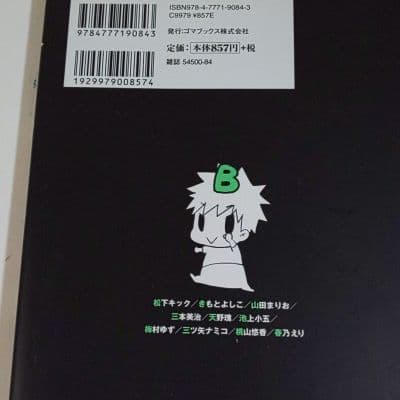 ISBN978-4-7771-9084-3
C9979 ¥857E
9784777190843
発行:ゴマブックス株式会社
定価:本体857円+税
雑誌 54500-84
1929979008574
B
松下キック/きもとよしこ/山田まりお/
三本美治/天野魂/池上小五/
梅村ゆず/三ツ矢ナミコ/桃山悠香/春乃えり